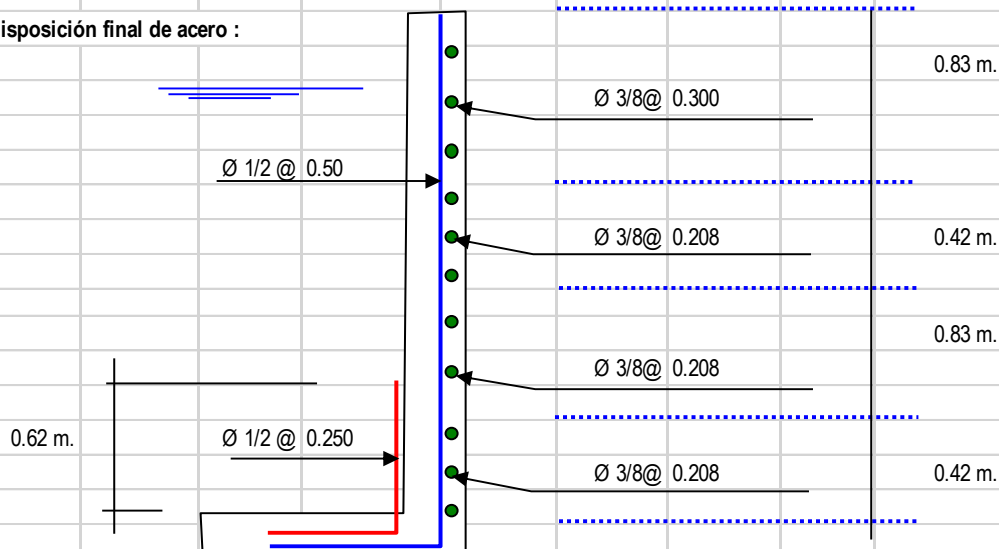 isposición final de acero :
0.83 m.
Ø 3/8@ 0.300
Ø 1/2 @ 0.50
Ø 3/8@ 0.208
0.42 m.
0.83 m.
Ø 3/8@ 0.208
0.62 m.
Ø 1/2 @ 0.250
Ø 3/8@ 0.208
0.42 m.